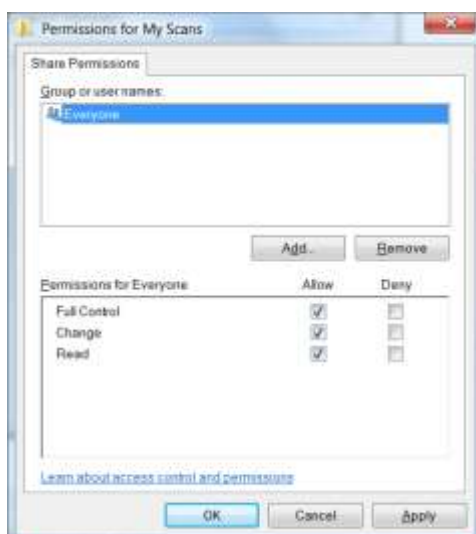 Permissions for My Scans
Share Permissions
Group or user names:
Everyone
Add...
Remove
Permissions for Everyone
Allow
Deny
Full Control
Change
Read
Learn about access control and permissions
OK
Cancel
Apply